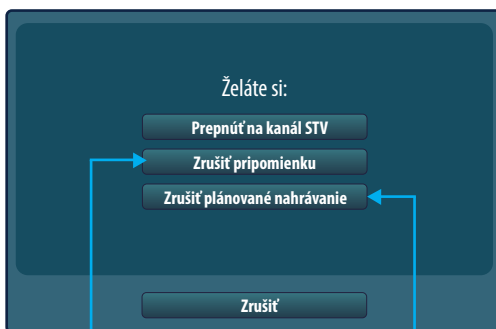 Želáte si:
Prepnúť na kanál STV
Zrušiť pripomienku
Zrušiť plánované nahrávanie
Zrušiť